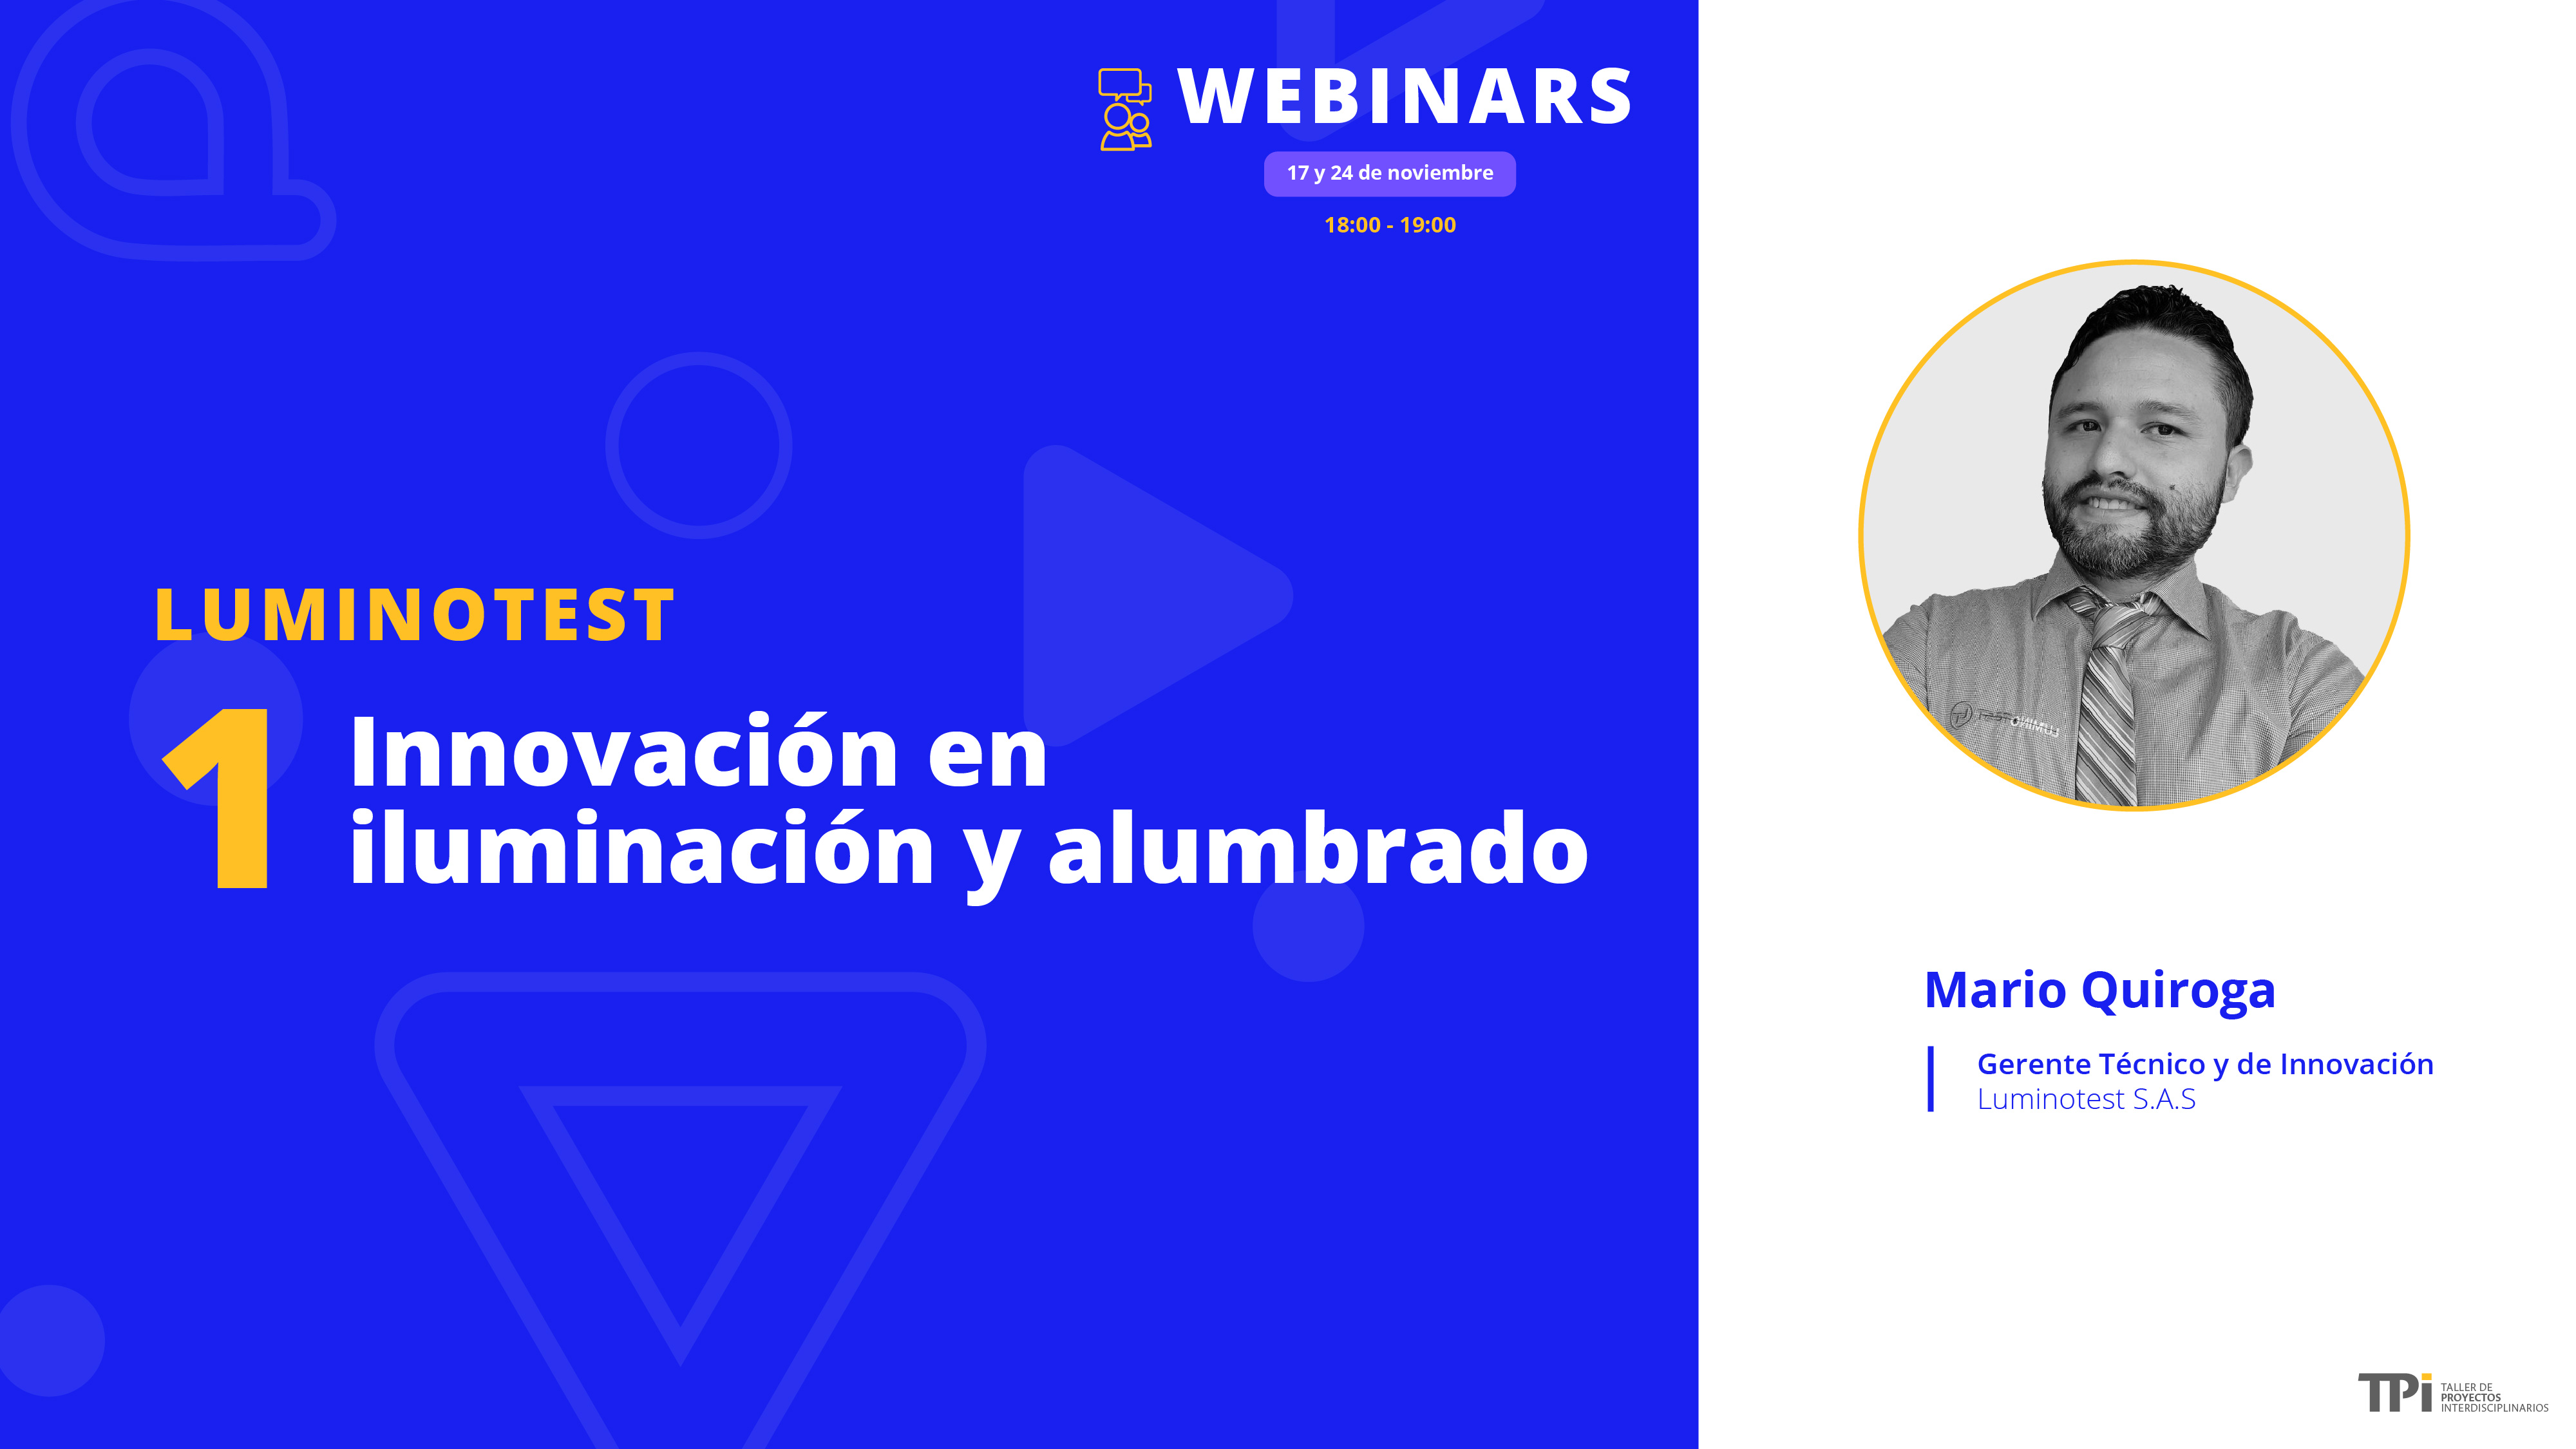 WEBINARS
17 y 24 de noviembre
18:00 - 19:00
LUMINOTEST
1
Innovación en
iluminación y alumbrado
Mario Quiroga
Gerente Técnico y de Innovación
Luminotest S.A.S
TPi
TALLER DE
PROYECTOS
INTERDISCIPLINARIOS